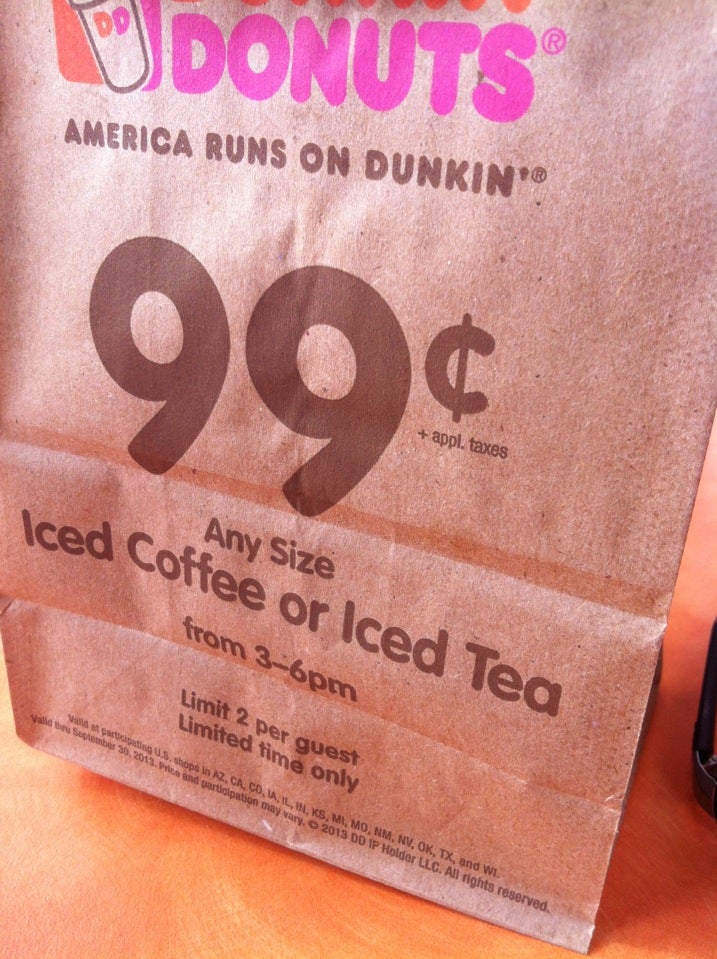 DD
DONUTS®
AMERICA RUNS ON DUNKIN'®
99¢
+ appl. taxes
Any Size
Iced Coffee or Iced Tea
from 3–6pm
Limit 2 per guest
Limited time only
Valid at participating U.S. shops in AZ, CA, CO, IA, IL, IN, KS, MI, MO, NM, NV, OK, TX, and WI.
Valid thru September 30, 2013. Price and participation may vary. © 2013 DD IP Holder LLC. All rights reserved.